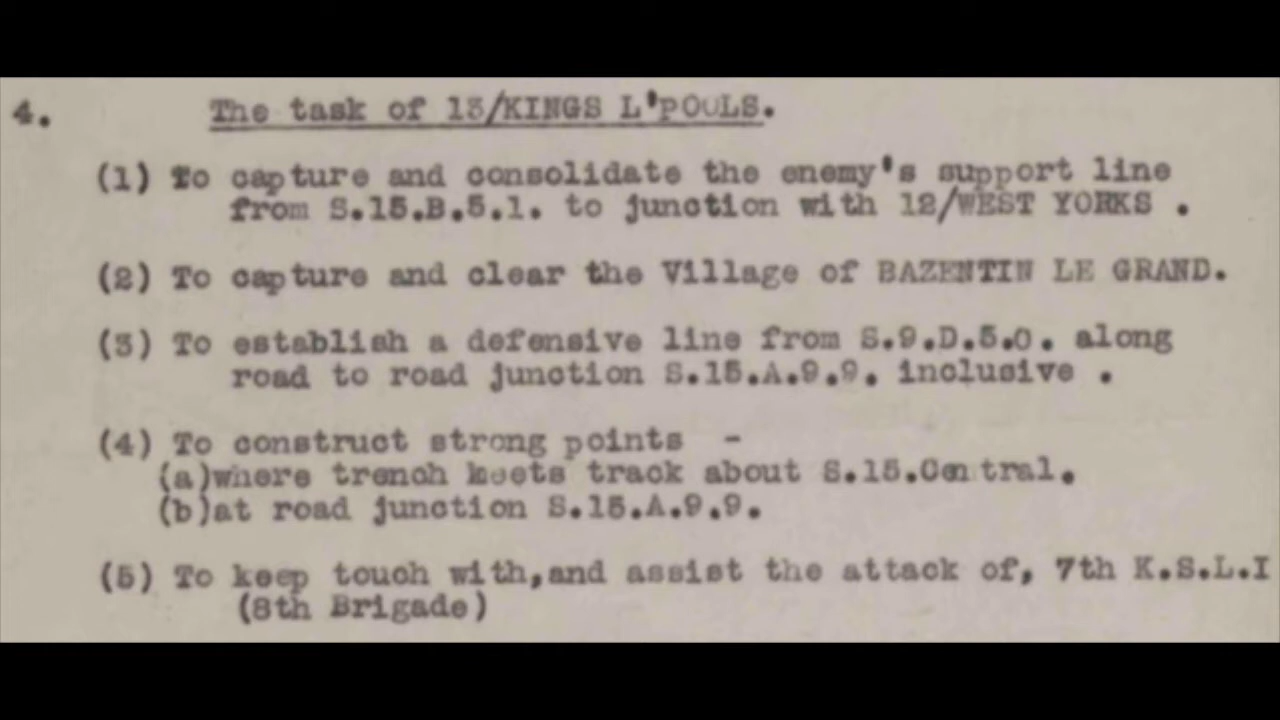 4. The task of 13/KINGS L'POOLS.
(1) To capture and consolidate the enemy's support line
from S.15.B.5.1. to junction with 12/WEST YORKS .
(2) To capture and clear the Village of BAZENTIN LE GRAND.
(3) To establish a defensive line from S.9.D.5.0. along
road to road junction S.15.A.9.9. inclusive .
(4) To construct strong points -
(a)where trench meets track about S.15.Central.
(b)at road junction S.15.A.9.9.
(5) To keep touch with,and assist the attack of, 7th K.S.L.I
(8th Brigade)